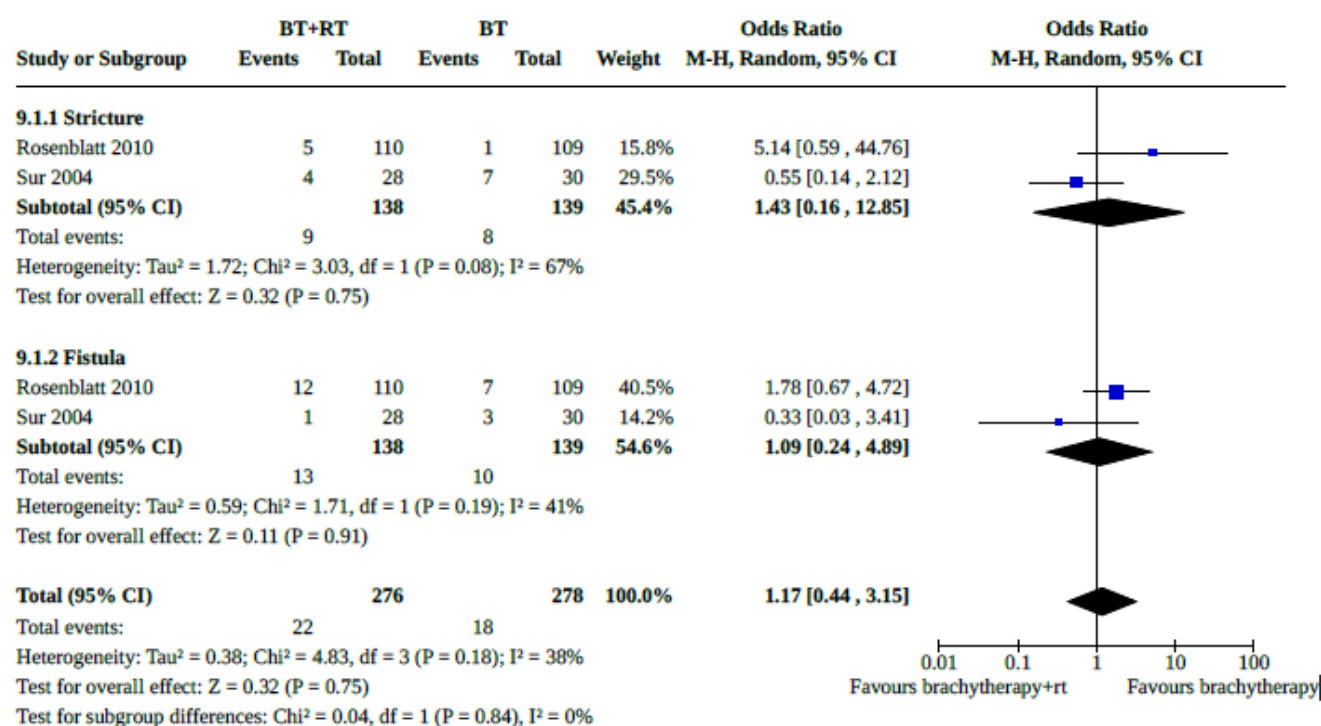 BT+RT BT Odds Ratio Odds Ratio
Study or Subgroup Events Total Events Total Weight M-H, Random, 95% CI M-H, Random, 95% CI
9.1.1 Stricture
Rosenblatt 2010 5 110 1 109 15.8% 5.14 [0.59 , 44.76]
Sur 2004 4 28 7 30 29.5% 0.55 [0.14 , 2.12]
Subtotal (95% CI) 138 139 45.4% 1.43 [0.16 , 12.85]
Total events: 9 8
Heterogeneity: Tau² = 1.72; Chi² = 3.03, df = 1 (P = 0.08); I² = 67%
Test for overall effect: Z = 0.32 (P = 0.75)
9.1.2 Fistula
Rosenblatt 2010 12 110 7 109 40.5% 1.78 [0.67 , 4.72]
Sur 2004 1 28 3 30 14.2% 0.33 [0.03 , 3.41]
Subtotal (95% CI) 138 139 54.6% 1.09 [0.24 , 4.89]
Total events: 13 10
Heterogeneity: Tau² = 0.59; Chi² = 1.71, df = 1 (P = 0.19); I² = 41%
Test for overall effect: Z = 0.11 (P = 0.91)
Total (95% CI) 276 278 100.0% 1.17 [0.44 , 3.15]
Total events: 22 18
Heterogeneity: Tau² = 0.38; Chi² = 4.83, df = 3 (P = 0.18); I² = 38%
0.01 0.1 1 10 100
Test for overall effect: Z = 0.32 (P = 0.75) Favours brachytherapy+rt Favours brachytherapy
Test for subgroup differences: Chi² = 0.04, df = 1 (P = 0.84), I² = 0%